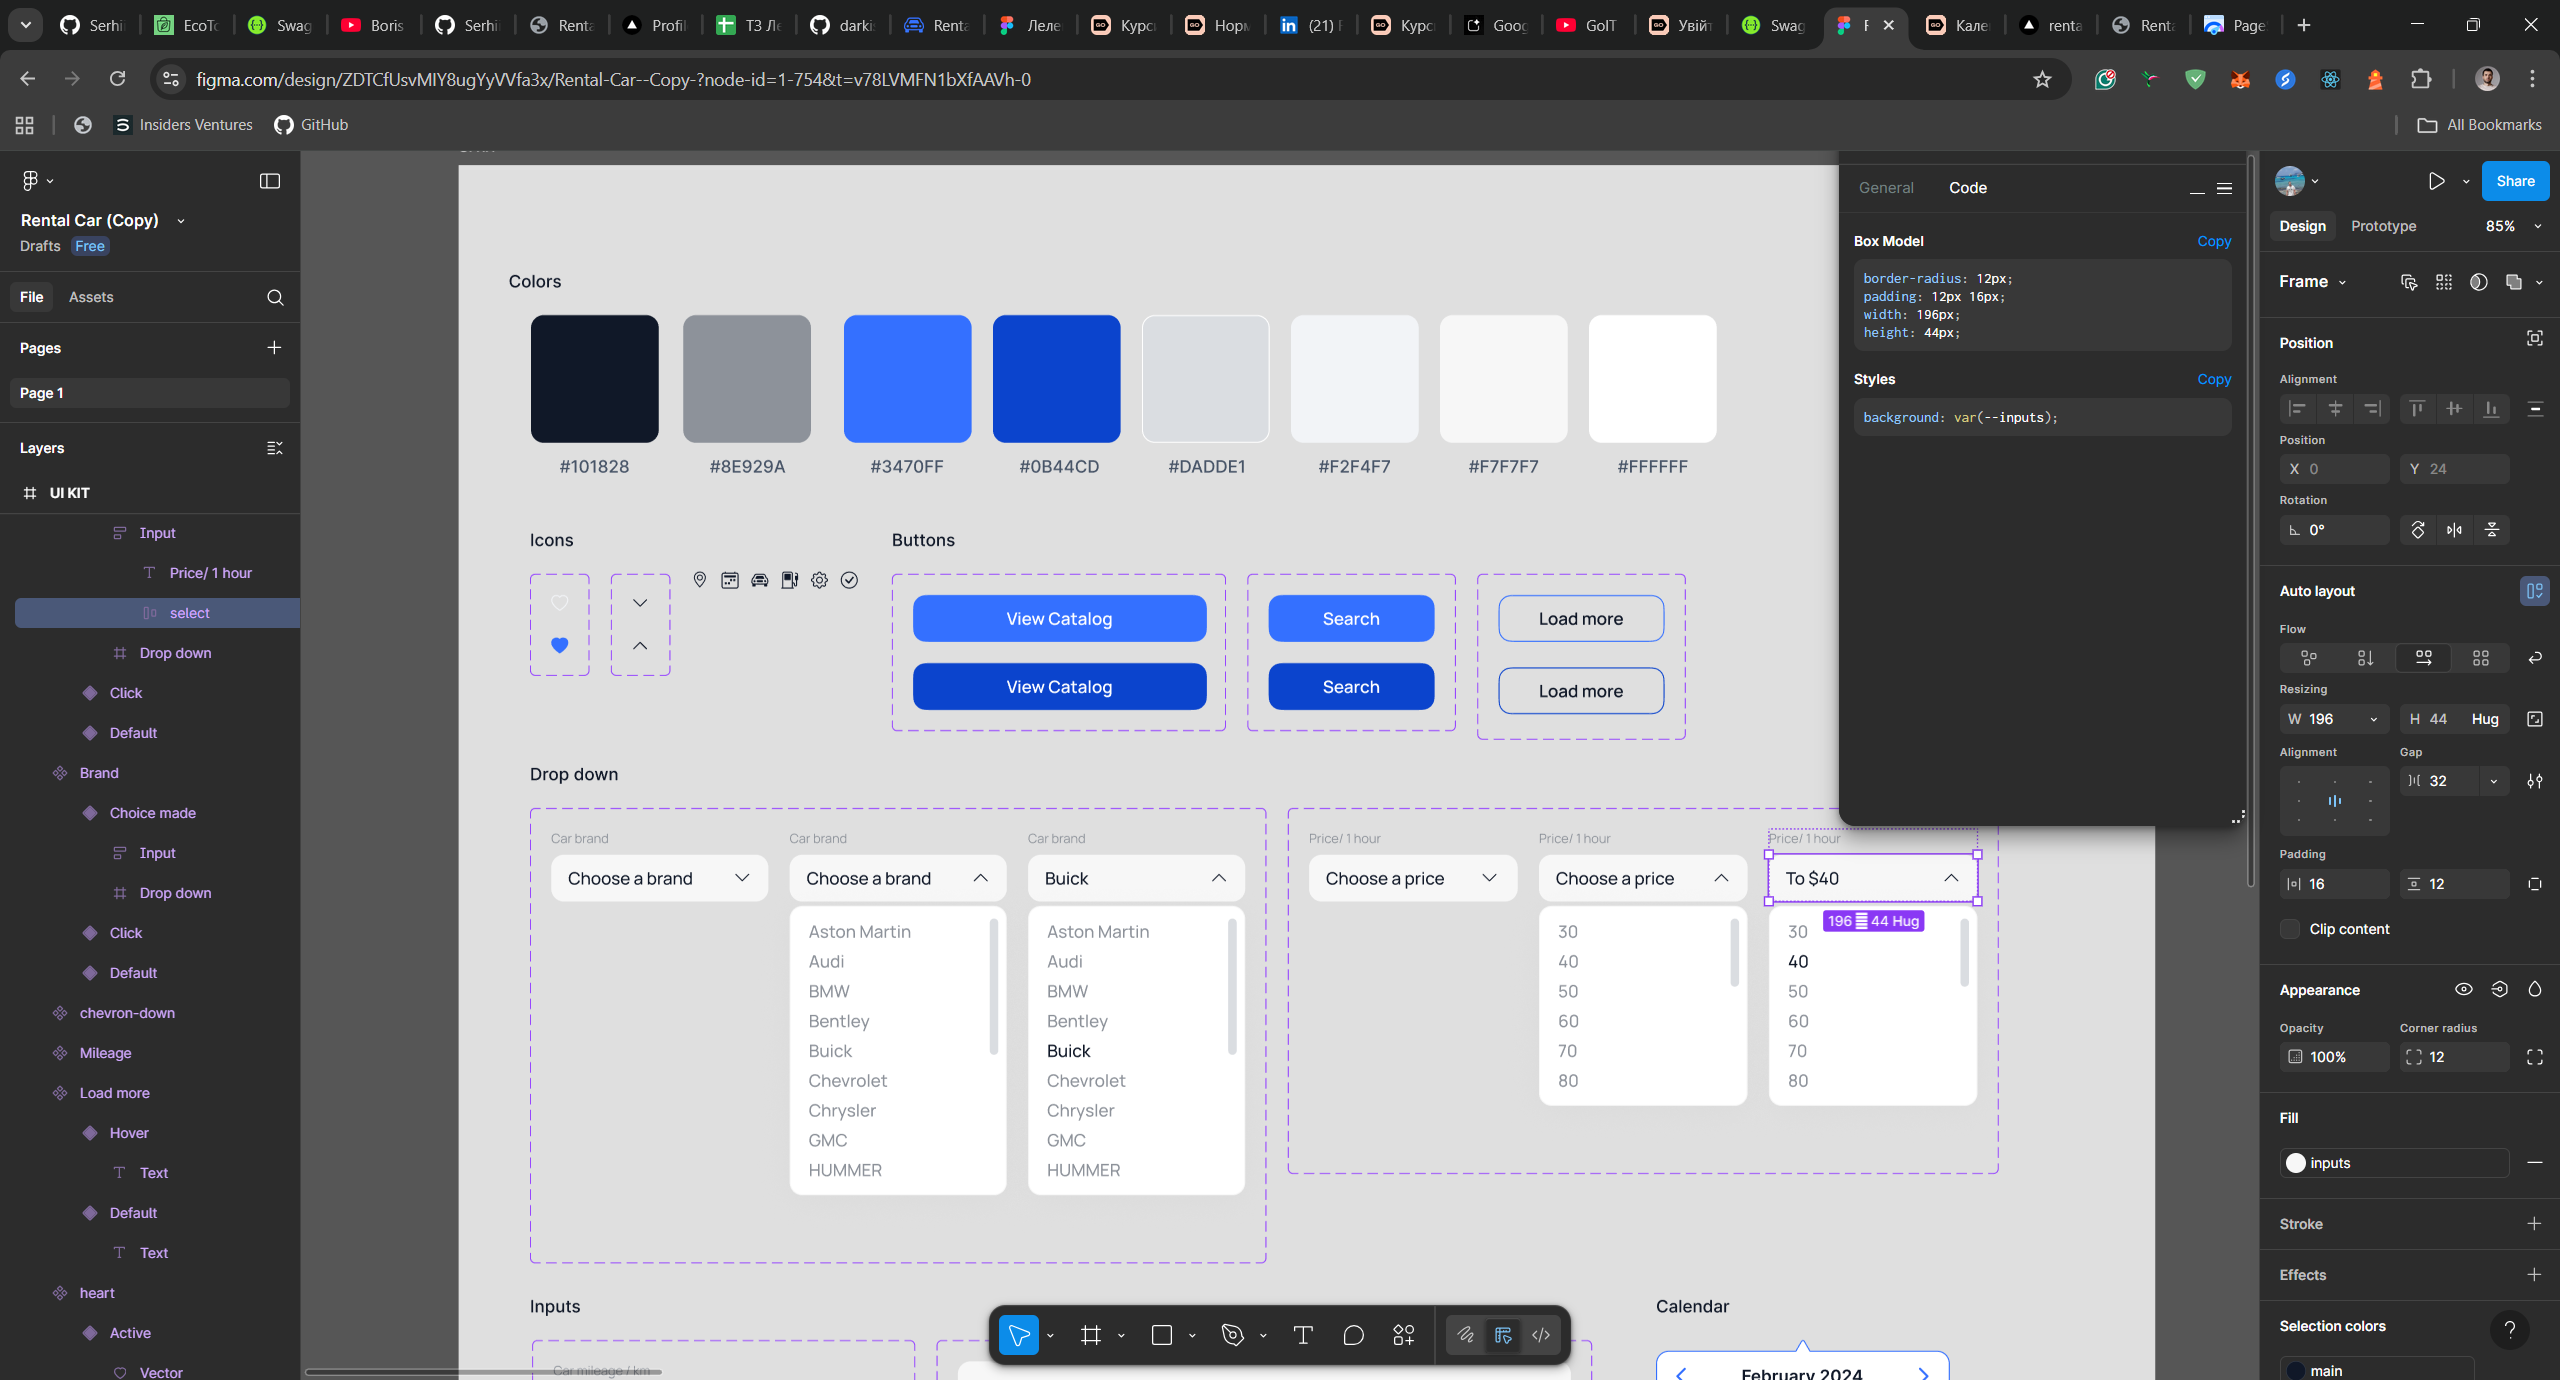 Serhii
EcoTo
Swag
Boris
Serhii
Renta
Profil
ТЗ Ле
darkis
Renta
Леле
Курс
Норм
(21) F
Курс
Goog
GoIT
Увійт
Swag
F
Кале
renta
Renta
Page
figma.com/design/ZDTCfUsvMIY8ugYyVVfa3x/Rental-Car--Copy-?node-id=1-754&t=v78LVMFN1bXfAAVh-0
Insiders Ventures
GitHub
All Bookmarks
Rental Car (Copy)
Drafts Free
File Assets
Pages
Page 1
Layers
UI KIT
Input
Price/ 1 hour
select
Drop down
Click
Default
Brand
Choice made
Input
Drop down
Click
Default
chevron-down
Mileage
Load more
Hover
Text
Default
Text
heart
Active
Vector
Colors
#101828 #8E929A #3470FF #0B44CD #DADDE1 #F2F4F7 #F7F7F7 #FFFFFF
Icons
Buttons
View Catalog Search Load more
View Catalog Search Load more
Drop down
Car brand
Choose a brand
Car brand
Choose a brand
Aston Martin
Audi
BMW
Bentley
Buick
Chevrolet
Chrysler
GMC
HUMMER
Car brand
Buick
Aston Martin
Audi
BMW
Bentley
Buick
Chevrolet
Chrysler
GMC
HUMMER
Price/ 1 hour
Choose a price
Price/ 1 hour
Choose a price
30
40
50
60
70
80
Price/ 1 hour
To $40
196 44 Hug
30
40
50
60
70
80
Inputs
Car mileage / km
Calendar
February 2024
General Code
Box Model Copy
border-radius: 12px;
padding: 12px 16px;
width: 196px;
height: 44px;
Styles Copy
background: var(--inputs);
Share
Design Prototype 85%
Frame
Position
Alignment
Position
X 0 Y 24
Rotation
0°
Auto layout
Flow
Resizing
W 196 H 44 Hug
Alignment Gap
32
Padding
16 12
Clip content
Appearance
Opacity Corner radius
100% 12
Fill
inputs
Stroke
Effects
Selection colors
?
main